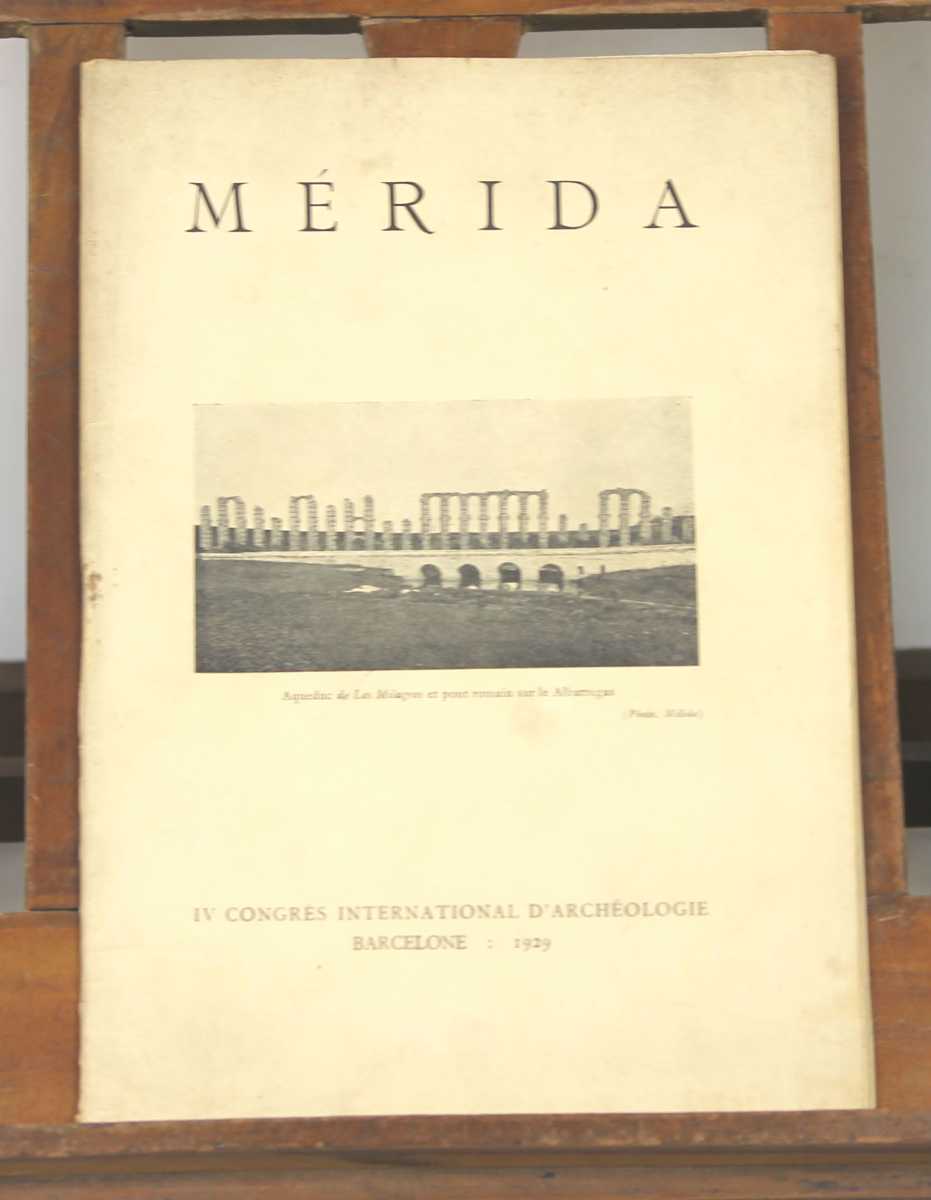 MÉRIDA
Aqueduc de Los Milagros et pont romain sur le Albarregas
IV CONGRÈS INTERNATIONAL D'ARCHÉOLOGIE
BARCELONE : 1929